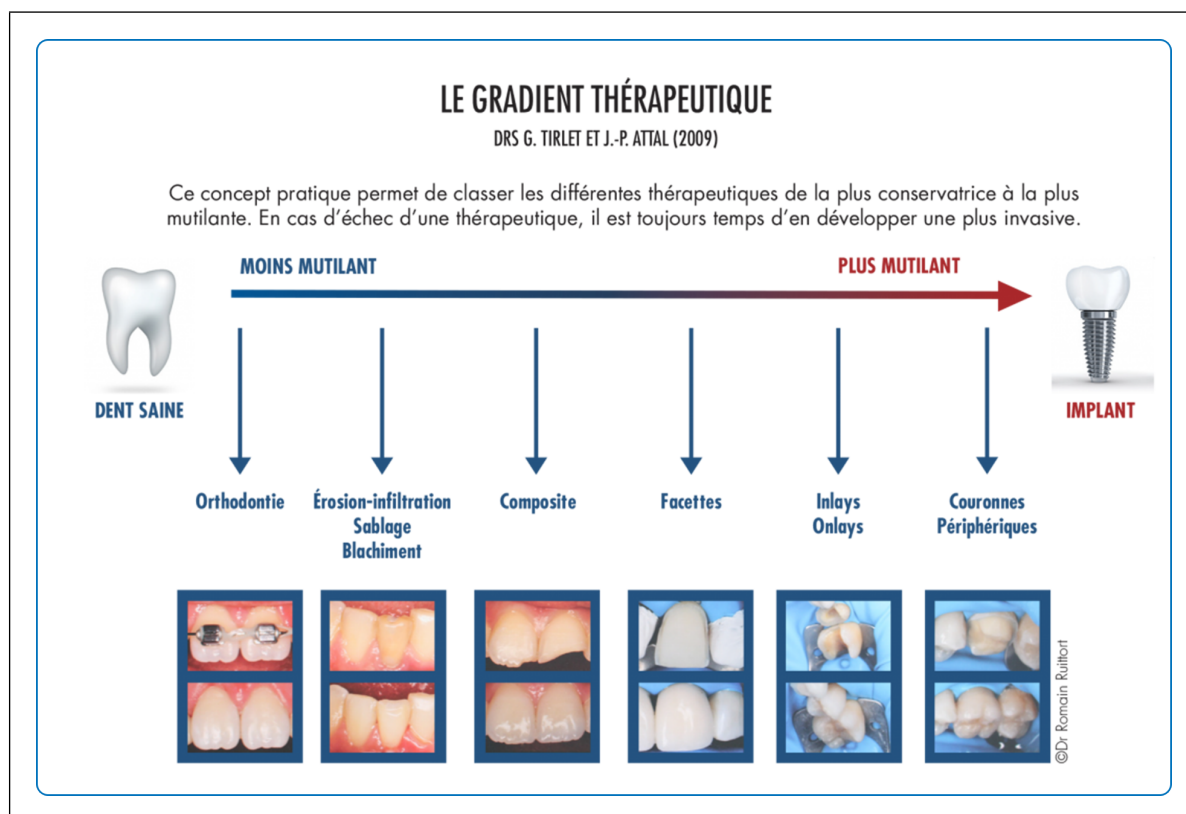 LE GRADIENT THÉRAPEUTIQUE
DRS G. TIRLET ET J.-P. ATTAL (2009)
Ce concept pratique permet de classer les différentes thérapeutiques de la plus conservatrice à la plus
mutilante. En cas d'échec d'une thérapeutique, il est toujours temps d'en développer une plus invasive.
MOINS MUTILANT
PLUS MUTILANT
DENT SAINE
IMPLANT
Orthodontie
Érosion-infiltration
Sablage
Blachiment
Composite
Facettes
Inlays
Onlays
Couronnes
Périphériques
©Dr Romain Ruittort